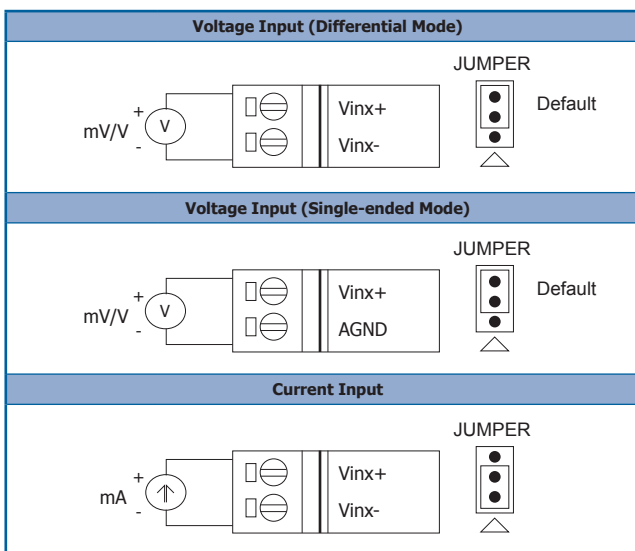 Voltage Input (Differential Mode)
JUMPER
+
mV/V
V
-
Vinx+
Vinx-
Default
Voltage Input (Single-ended Mode)
JUMPER
+
mV/V
V
-
Vinx+
AGND
Default
Current Input
JUMPER
+
mA
-
Vinx+
Vinx-